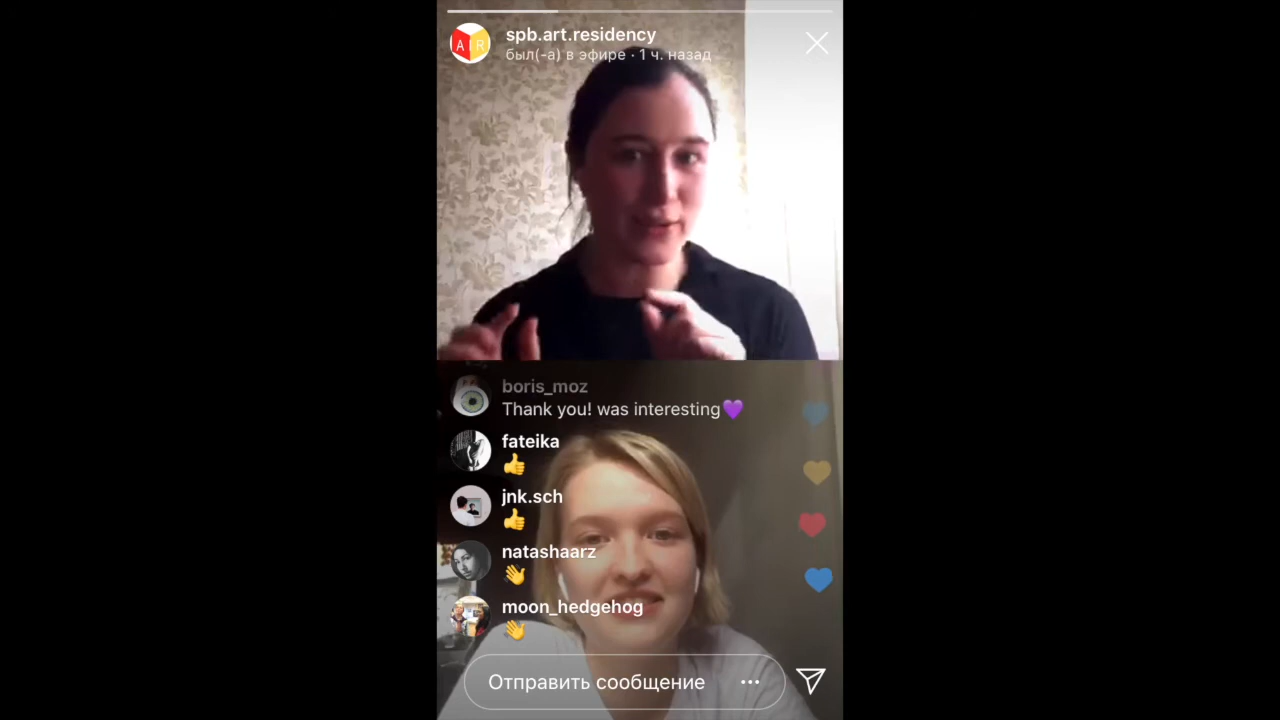 AIR
spb.art.residency
был(-а) в эфире · 1 ч. назад
boris_moz
Thank you! was interesting💜
fateika
👍
jnk.sch
👍
natashaarz
👋
moon_hedgehog
👋
Отправить сообщение